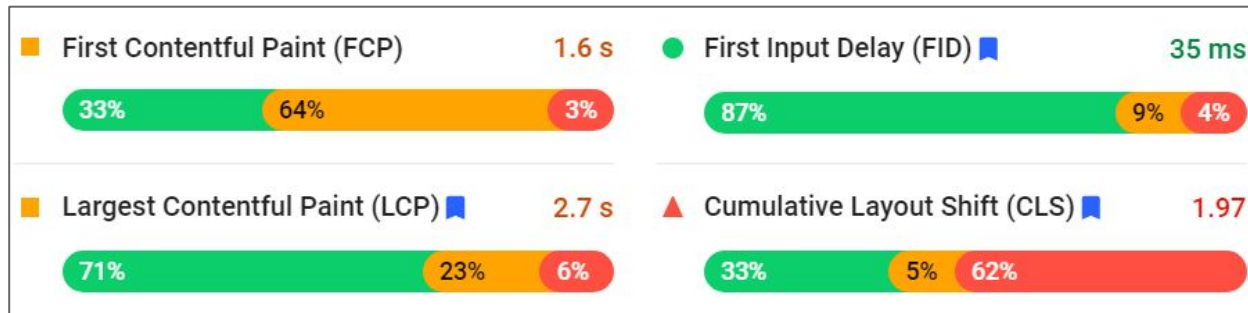 First Contentful Paint (FCP) 1.6 s
33% 64% 3%
First Input Delay (FID) 35 ms
87% 9% 4%
Largest Contentful Paint (LCP) 2.7 s
71% 23% 6%
Cumulative Layout Shift (CLS) 1.97
33% 5% 62%